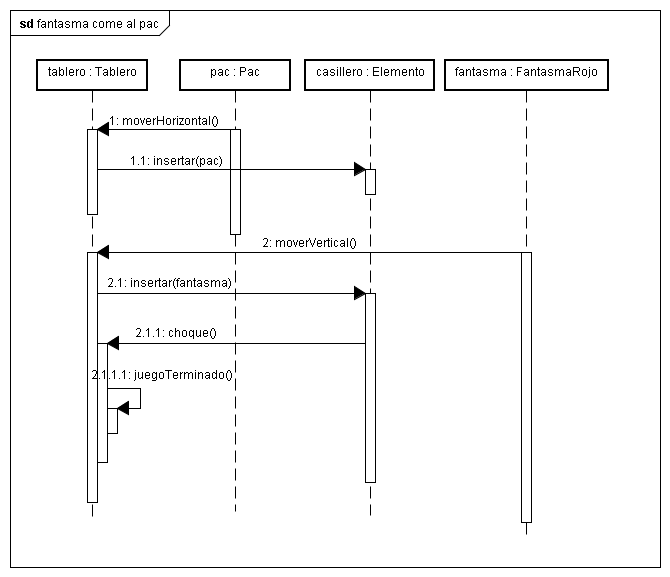 sd fantasma come al pac
tablero : Tablero
pac : Pac
casillero : Elemento
fantasma : FantasmaRojo
1: moverHorizontal()
1.1: insertar(pac)
2: moverVertical()
2.1: insertar(fantasma)
2.1.1: choque()
2.1.1.1: juegoTerminado()